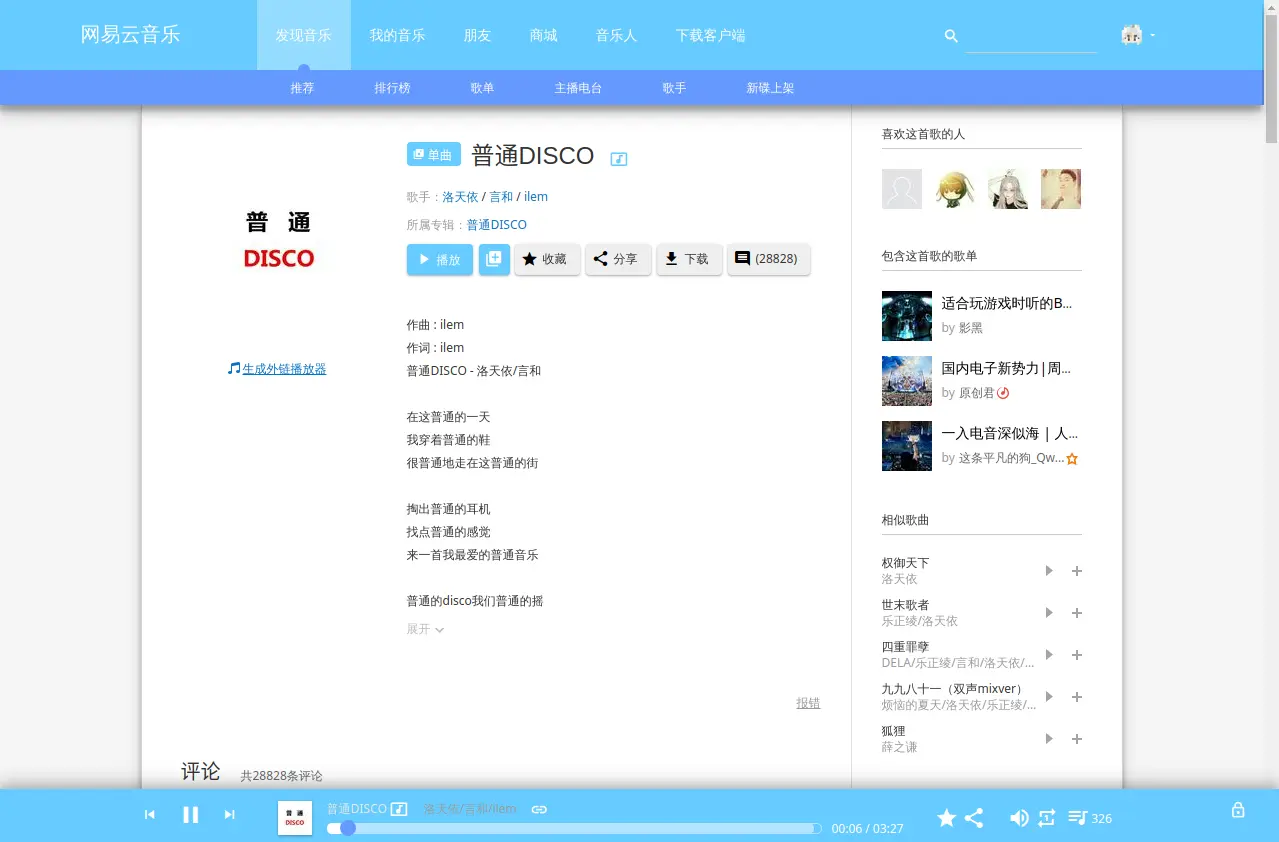 网易云音乐 发现音乐 我的音乐 朋友 商城 音乐人 下载客户端
推荐 排行榜 歌单 主播电台 歌手 新碟上架
普 通
DISCO
生成外链播放器
单曲 普通DISCO
歌手：洛天依 / 言和 / ilem
所属专辑：普通DISCO
播放 收藏 分享 下载 (28828)
作曲 : ilem
作词 : ilem
普通DISCO - 洛天依/言和
在这普通的一天
我穿着普通的鞋
很普通地走在这普通的街
掏出普通的耳机
找点普通的感觉
来一首我最爱的普通音乐
普通的disco我们普通的摇
展开
报错
评论 共28828条评论
喜欢这首歌的人
包含这首歌的歌单
适合玩游戏时听的B...
by 影黑
国内电子新势力|周...
by 原创君
一入电音深似海 | 人...
by 这条平凡的狗_Qw...
相似歌曲
权御天下
洛天依
世末歌者
乐正绫/洛天依
四重罪孽
DELA/乐正绫/言和/洛天依/...
九九八十一（双声mixver）
烦恼的夏天/洛天依/乐正绫/...
狐狸
薛之谦
普 通
DISCO
普通DISCO 洛天依/言和/ilem
00:06 / 03:27
326